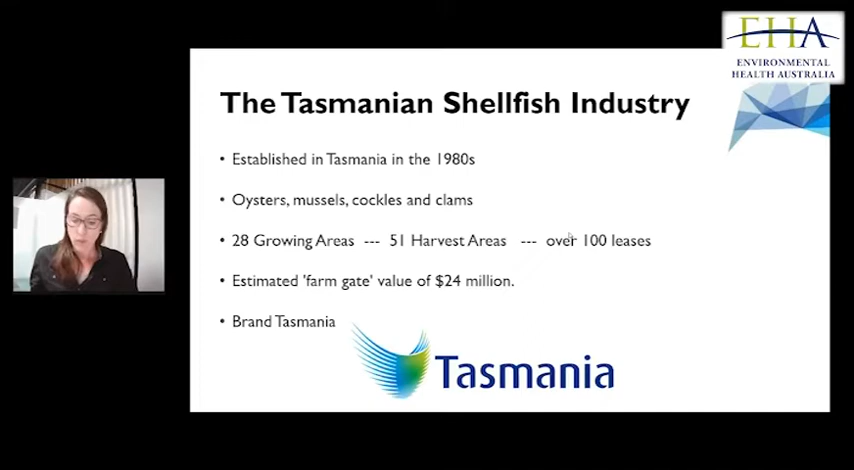 EHA
ENVIRONMENTAL
HEALTH AUSTRALIA
The Tasmanian Shellfish Industry
• Established in Tasmania in the 1980s
• Oysters, mussels, cockles and clams
• 28 Growing Areas --- 51 Harvest Areas --- over 100 leases
• Estimated 'farm gate' value of $24 million.
• Brand Tasmania
Tasmania